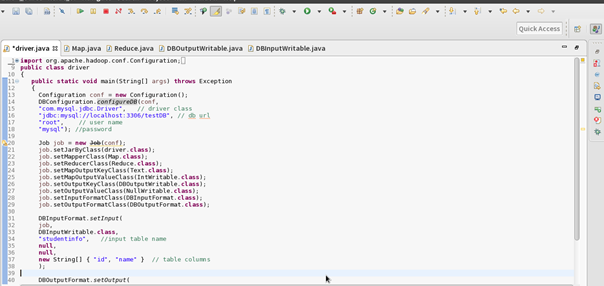 Quick Access
*driver.java
Map.java
Reduce.java
DBOutputWritable.java
DBInputWritable.java
import org.apache.hadoop.conf.Configuration;
9 public class driver
10 {
11 public static void main(String[] args) throws Exception
12 {
13 Configuration conf = new Configuration();
14 DBConfiguration.configureDB(conf,
15 "com.mysql.jdbc.Driver", // driver class
16 "jdbc:mysql://localhost:3306/testDB", // db url
17 "root", // user name
18 "mysql"); //password
19
20 Job job = new Job(conf);
21 job.setJarByClass(driver.class);
22 job.setMapperClass(Map.class);
23 job.setReducerClass(Reduce.class);
24 job.setMapOutputKeyClass(Text.class);
25 job.setMapOutputValueClass(IntWritable.class);
26 job.setOutputKeyClass(DBOutputWritable.class);
27 job.setOutputValueClass(NullWritable.class);
28 job.setInputFormatClass(DBInputFormat.class);
29 job.setOutputFormatClass(DBOutputFormat.class);
30
31 DBInputFormat.setInput(
32 job,
33 DBInputWritable.class,
34 "studentinfo", //input table name
35 null,
36 null,
37 new String[] { "id", "name" } // table columns
38 );
39
40 DBOutputFormat.setOutput(